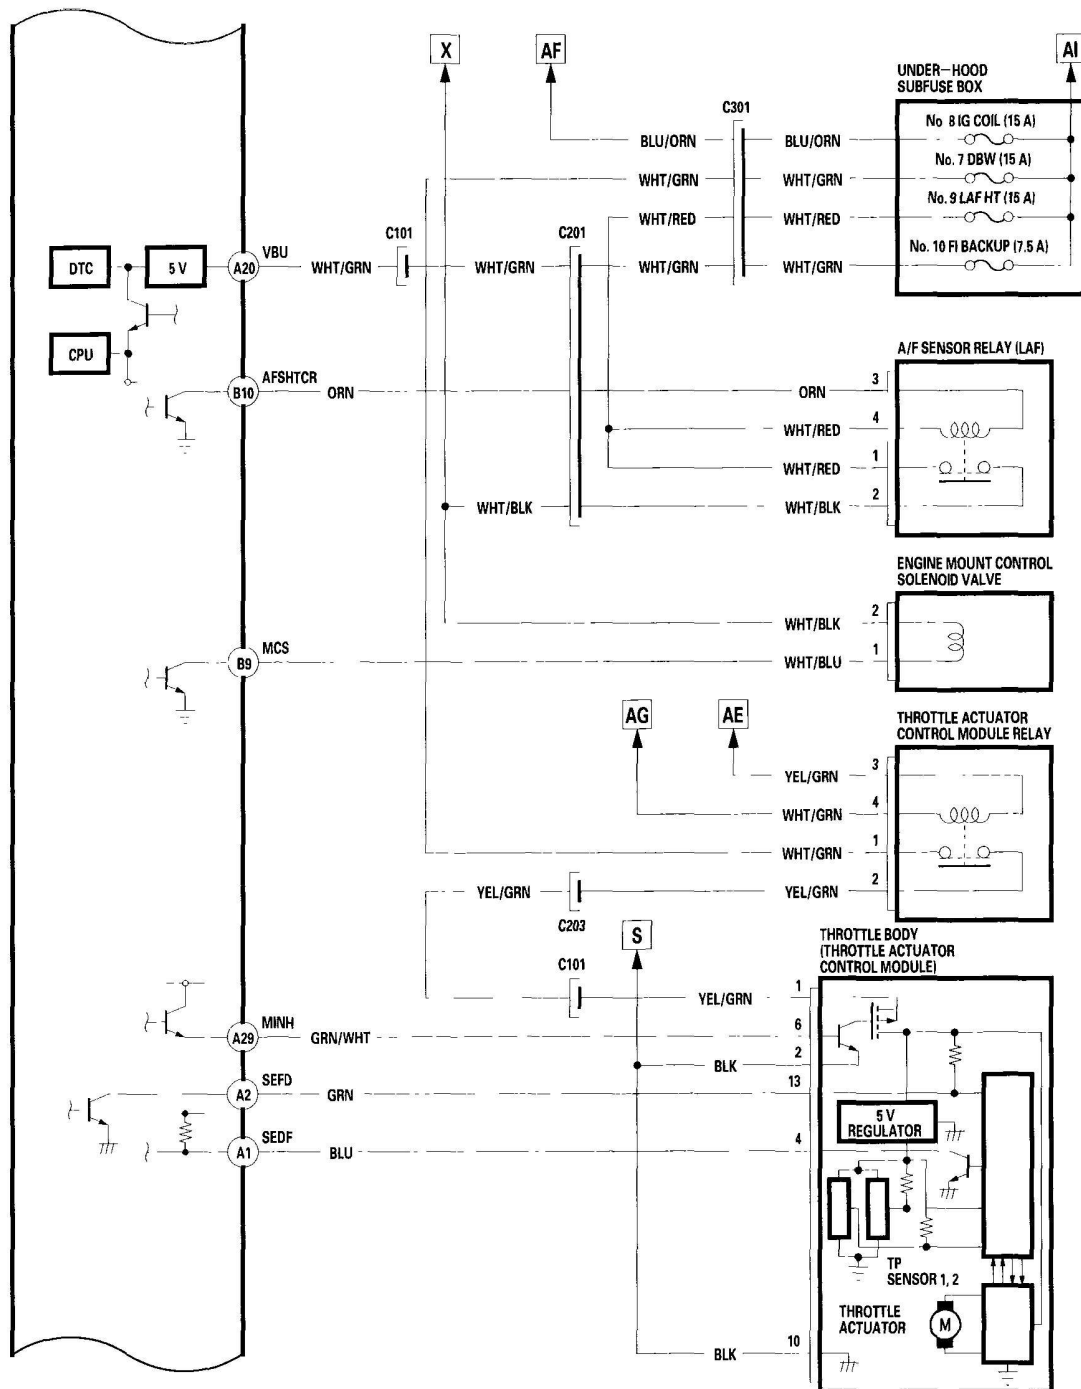 X
AF
AI
UNDER-HOOD
SUBFUSE BOX
C301
No 8 IG COIL (15 A)
BLU/ORN
BLU/ORN
No. 7 DBW (15 A)
WHT/GRN
WHT/GRN
No. 9 LAF HT (15 A)
WHT/RED
WHT/RED
C101
C201
No. 10 FI BACKUP (7.5 A)
DTC
5 V
A20
VBU
WHT/GRN
WHT/GRN
WHT/GRN
WHT/GRN
CPU
A/F SENSOR RELAY (LAF)
B10
AFSHTCR
ORN
ORN
3
WHT/RED
4
WHT/RED
1
WHT/BLK
WHT/BLK
2
ENGINE MOUNT CONTROL
SOLENOID VALVE
WHT/BLK
2
B9
MCS
WHT/BLU
1
AG
AE
THROTTLE ACTUATOR
CONTROL MODULE RELAY
YEL/GRN
3
WHT/GRN
4
WHT/GRN
1
YEL/GRN
YEL/GRN
2
C203
S
THROTTLE BODY
(THROTTLE ACTUATOR
CONTROL MODULE)
C101
YEL/GRN
1
A29
MINH
GRN/WHT
6
BLK
2
A2
SEFD
GRN
13
5 V
REGULATOR
A1
SEDF
BLU
4
TP
SENSOR 1, 2
THROTTLE
ACTUATOR
M
BLK
10